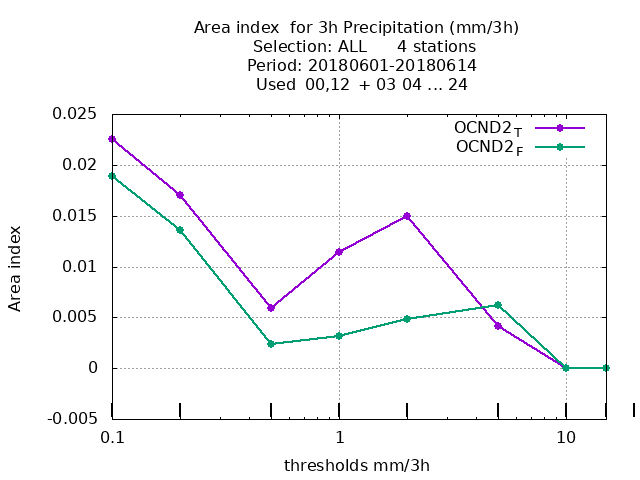 Area index  for 3h Precipitation (mm/3h)
Selection: ALL      4 stations
Period: 20180601-20180614
Used  00,12  + 03 04 ... 24
OCND2T
OCND2F
0.025
0.02
0.015
0.01
0.005
0
-0.005
Area index
0.1 1 10
thresholds mm/3h